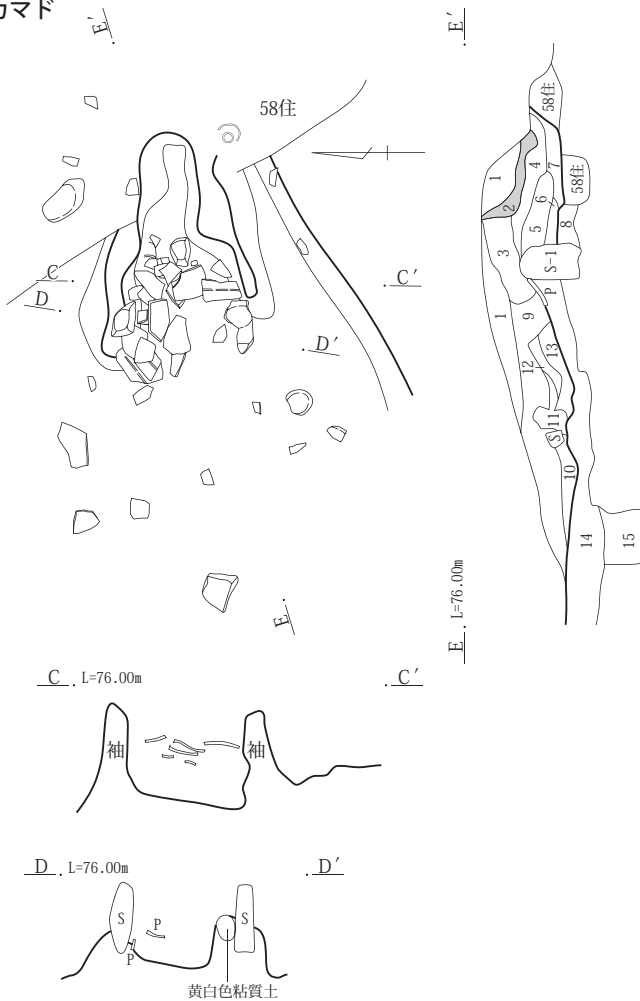 カマド
E′
58住
C
D
C′
D′
E
E′
58住
1
4
7
2
6
58住
5
8
3
S-1
P
1
9
13
12
11
S
10
14
15
E
L=76.00m
C L=76.00m C′
袖 袖
D L=76.00m D′
S P S
P
黄白色粘質土